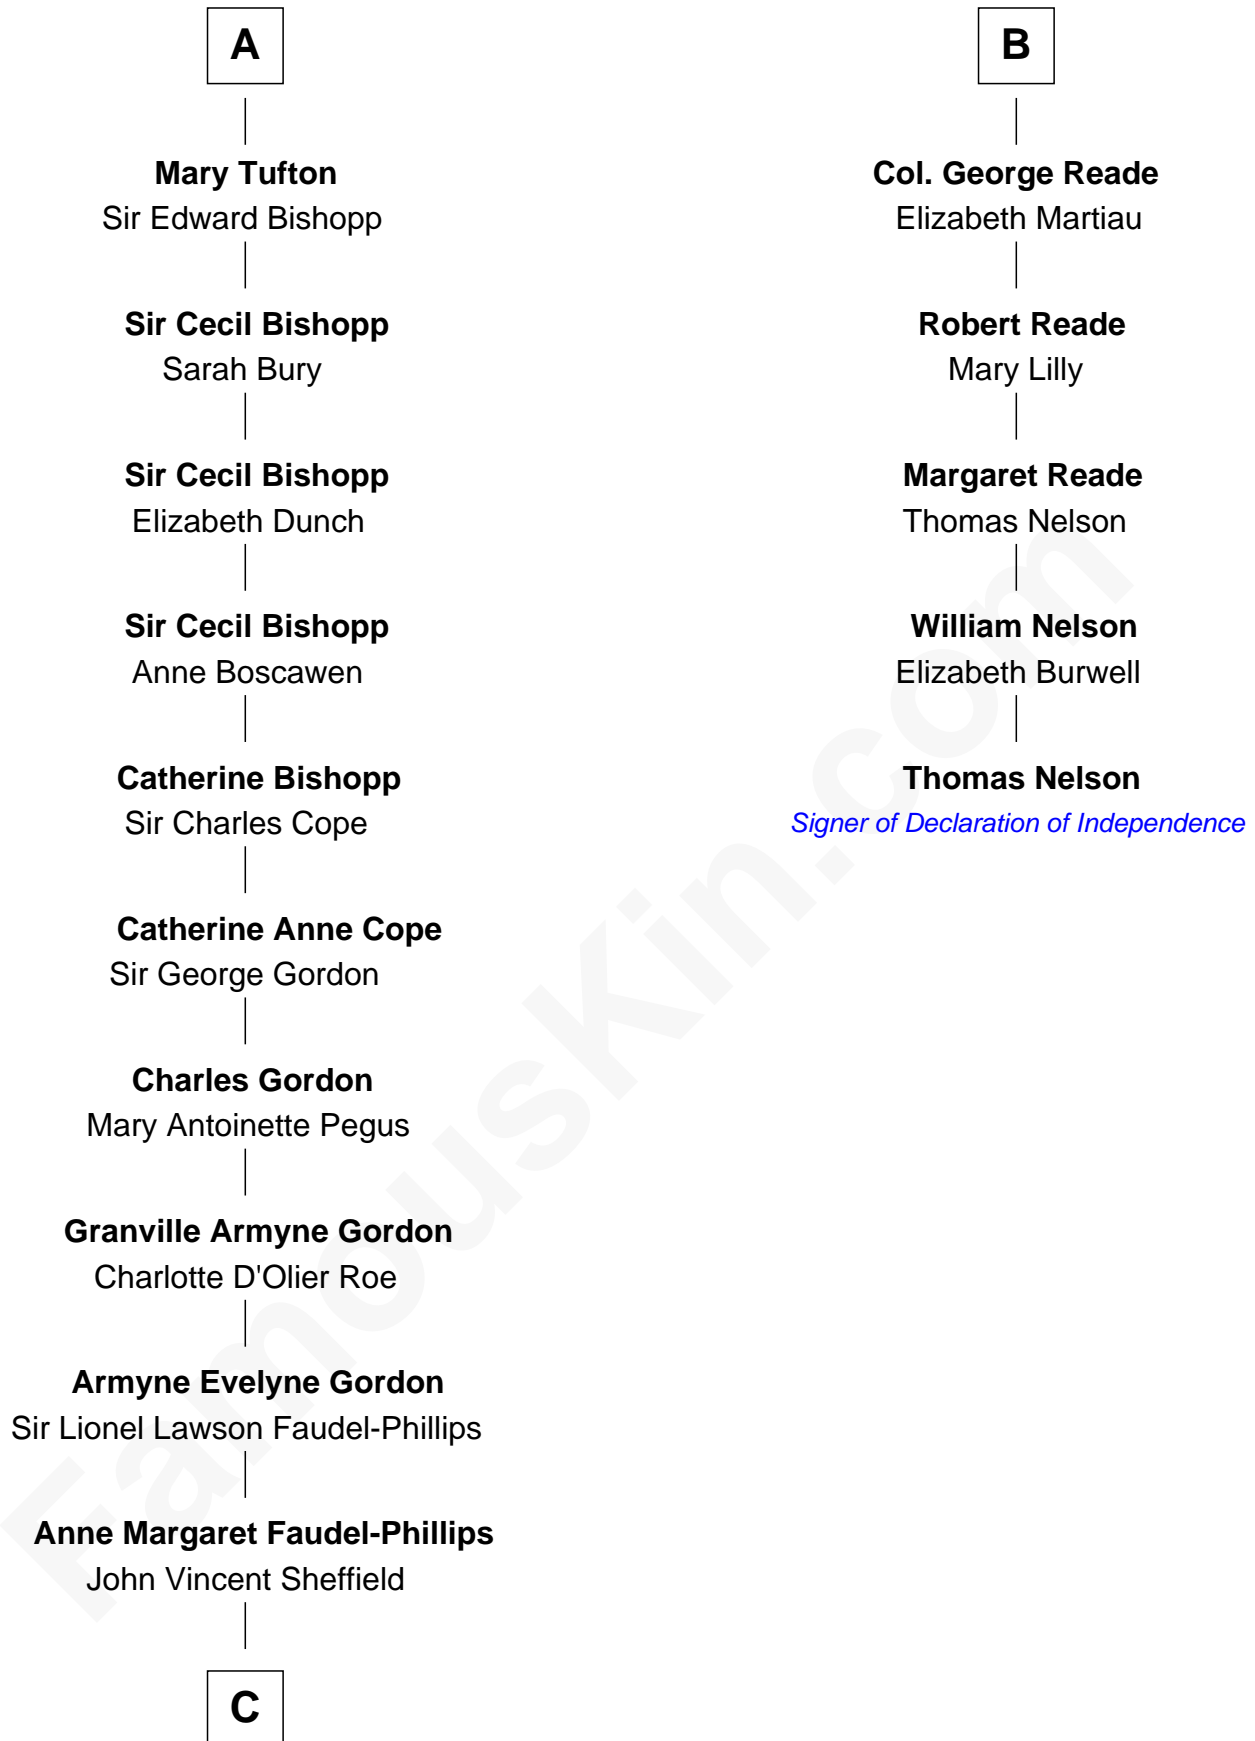 A
Mary Tufton
Sir Edward Bishopp
Sir Cecil Bishopp
Sarah Bury
Sir Cecil Bishopp
Elizabeth Dunch
Sir Cecil Bishopp
Anne Boscawen
Catherine Bishopp
Sir Charles Cope
Catherine Anne Cope
Sir George Gordon
Charles Gordon
Mary Antoinette Pegus
Granville Armyne Gordon
Charlotte D'Olier Roe
Armyne Evelyne Gordon
Sir Lionel Lawson Faudel-Phillips
Anne Margaret Faudel-Phillips
John Vincent Sheffield
C
B
Col. George Reade
Elizabeth Martiau
Robert Reade
Mary Lilly
Margaret Reade
Thomas Nelson
William Nelson
Elizabeth Burwell
Thomas Nelson
Signer of Declaration of Independence
FamousKin.com